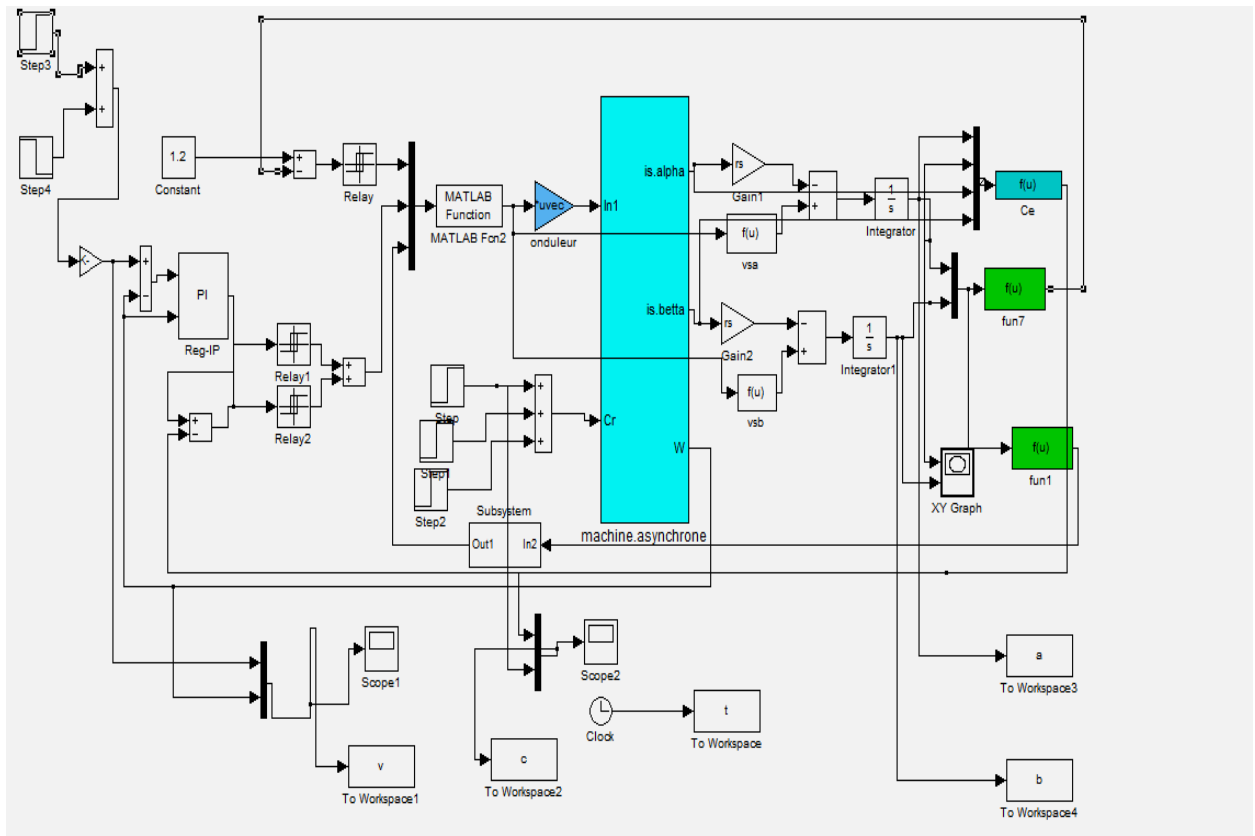 Step3
+
+
Step4
1.2
Constant
+
−
Relay
MATLAB
Function
MATLAB Fcn2
*uvec
onduleur
In1
is.alpha
is.betta
Cr
W
machine.asynchrone
rs
Gain1
−
+
f(u)
vsa
1
s
Integrator
f(u)
Ce
f(u)
fun7
rs
Gain2
−
+
f(u)
vsb
1
s
Integrator1
f(u)
fun1
XY Graph
+
−
PI
Reg-IP
Relay1
Relay2
+
+
+
−
Step
Step1
Step2
+
+
+
Subsystem
Out1
In2
Scope1
Scope2
Clock
t
To Workspace
v
To Workspace1
c
To Workspace2
a
To Workspace3
b
To Workspace4